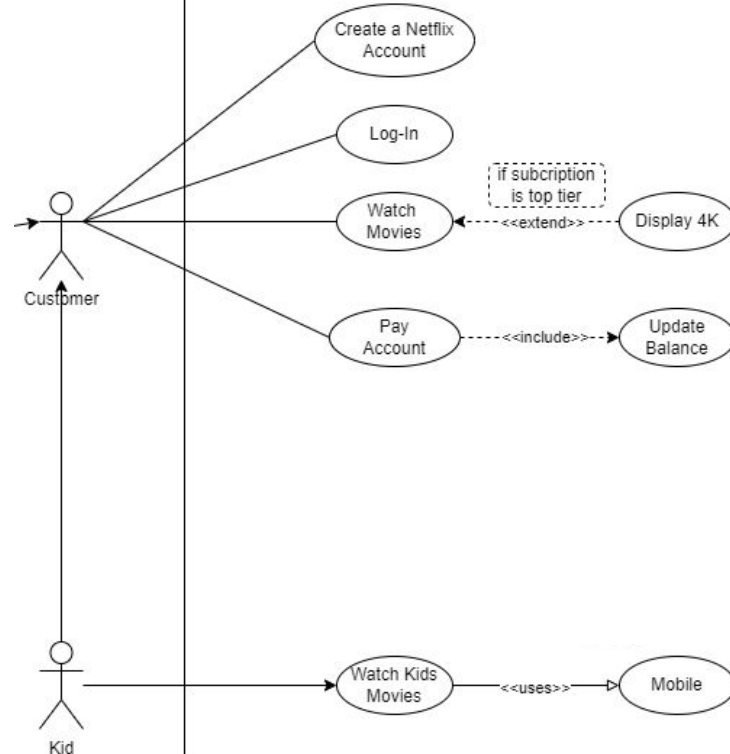 Create a Netflix
Account
Log-In
if subcription
is top tier
Watch
Movies
<<extend>>
Display 4K
Customer
Pay
Account
<<include>>
Update
Balance
Watch Kids
Movies
<<uses>>
Mobile
Kid